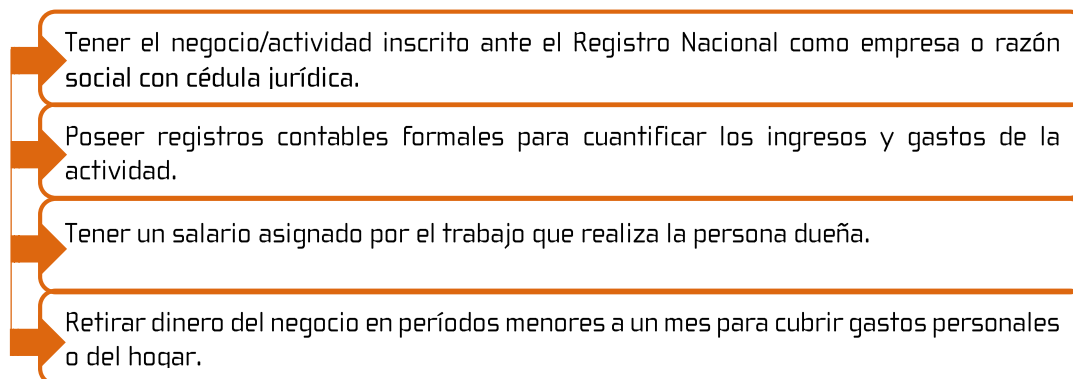 Tener el negocio/actividad inscrito ante el Registro Nacional como empresa o razón
social con cédula jurídica.
Poseer registros contables formales para cuantificar los ingresos y gastos de la
actividad.
Tener un salario asignado por el trabajo que realiza la persona dueña.
Retirar dinero del negocio en períodos menores a un mes para cubrir gastos personales
o del hogar.